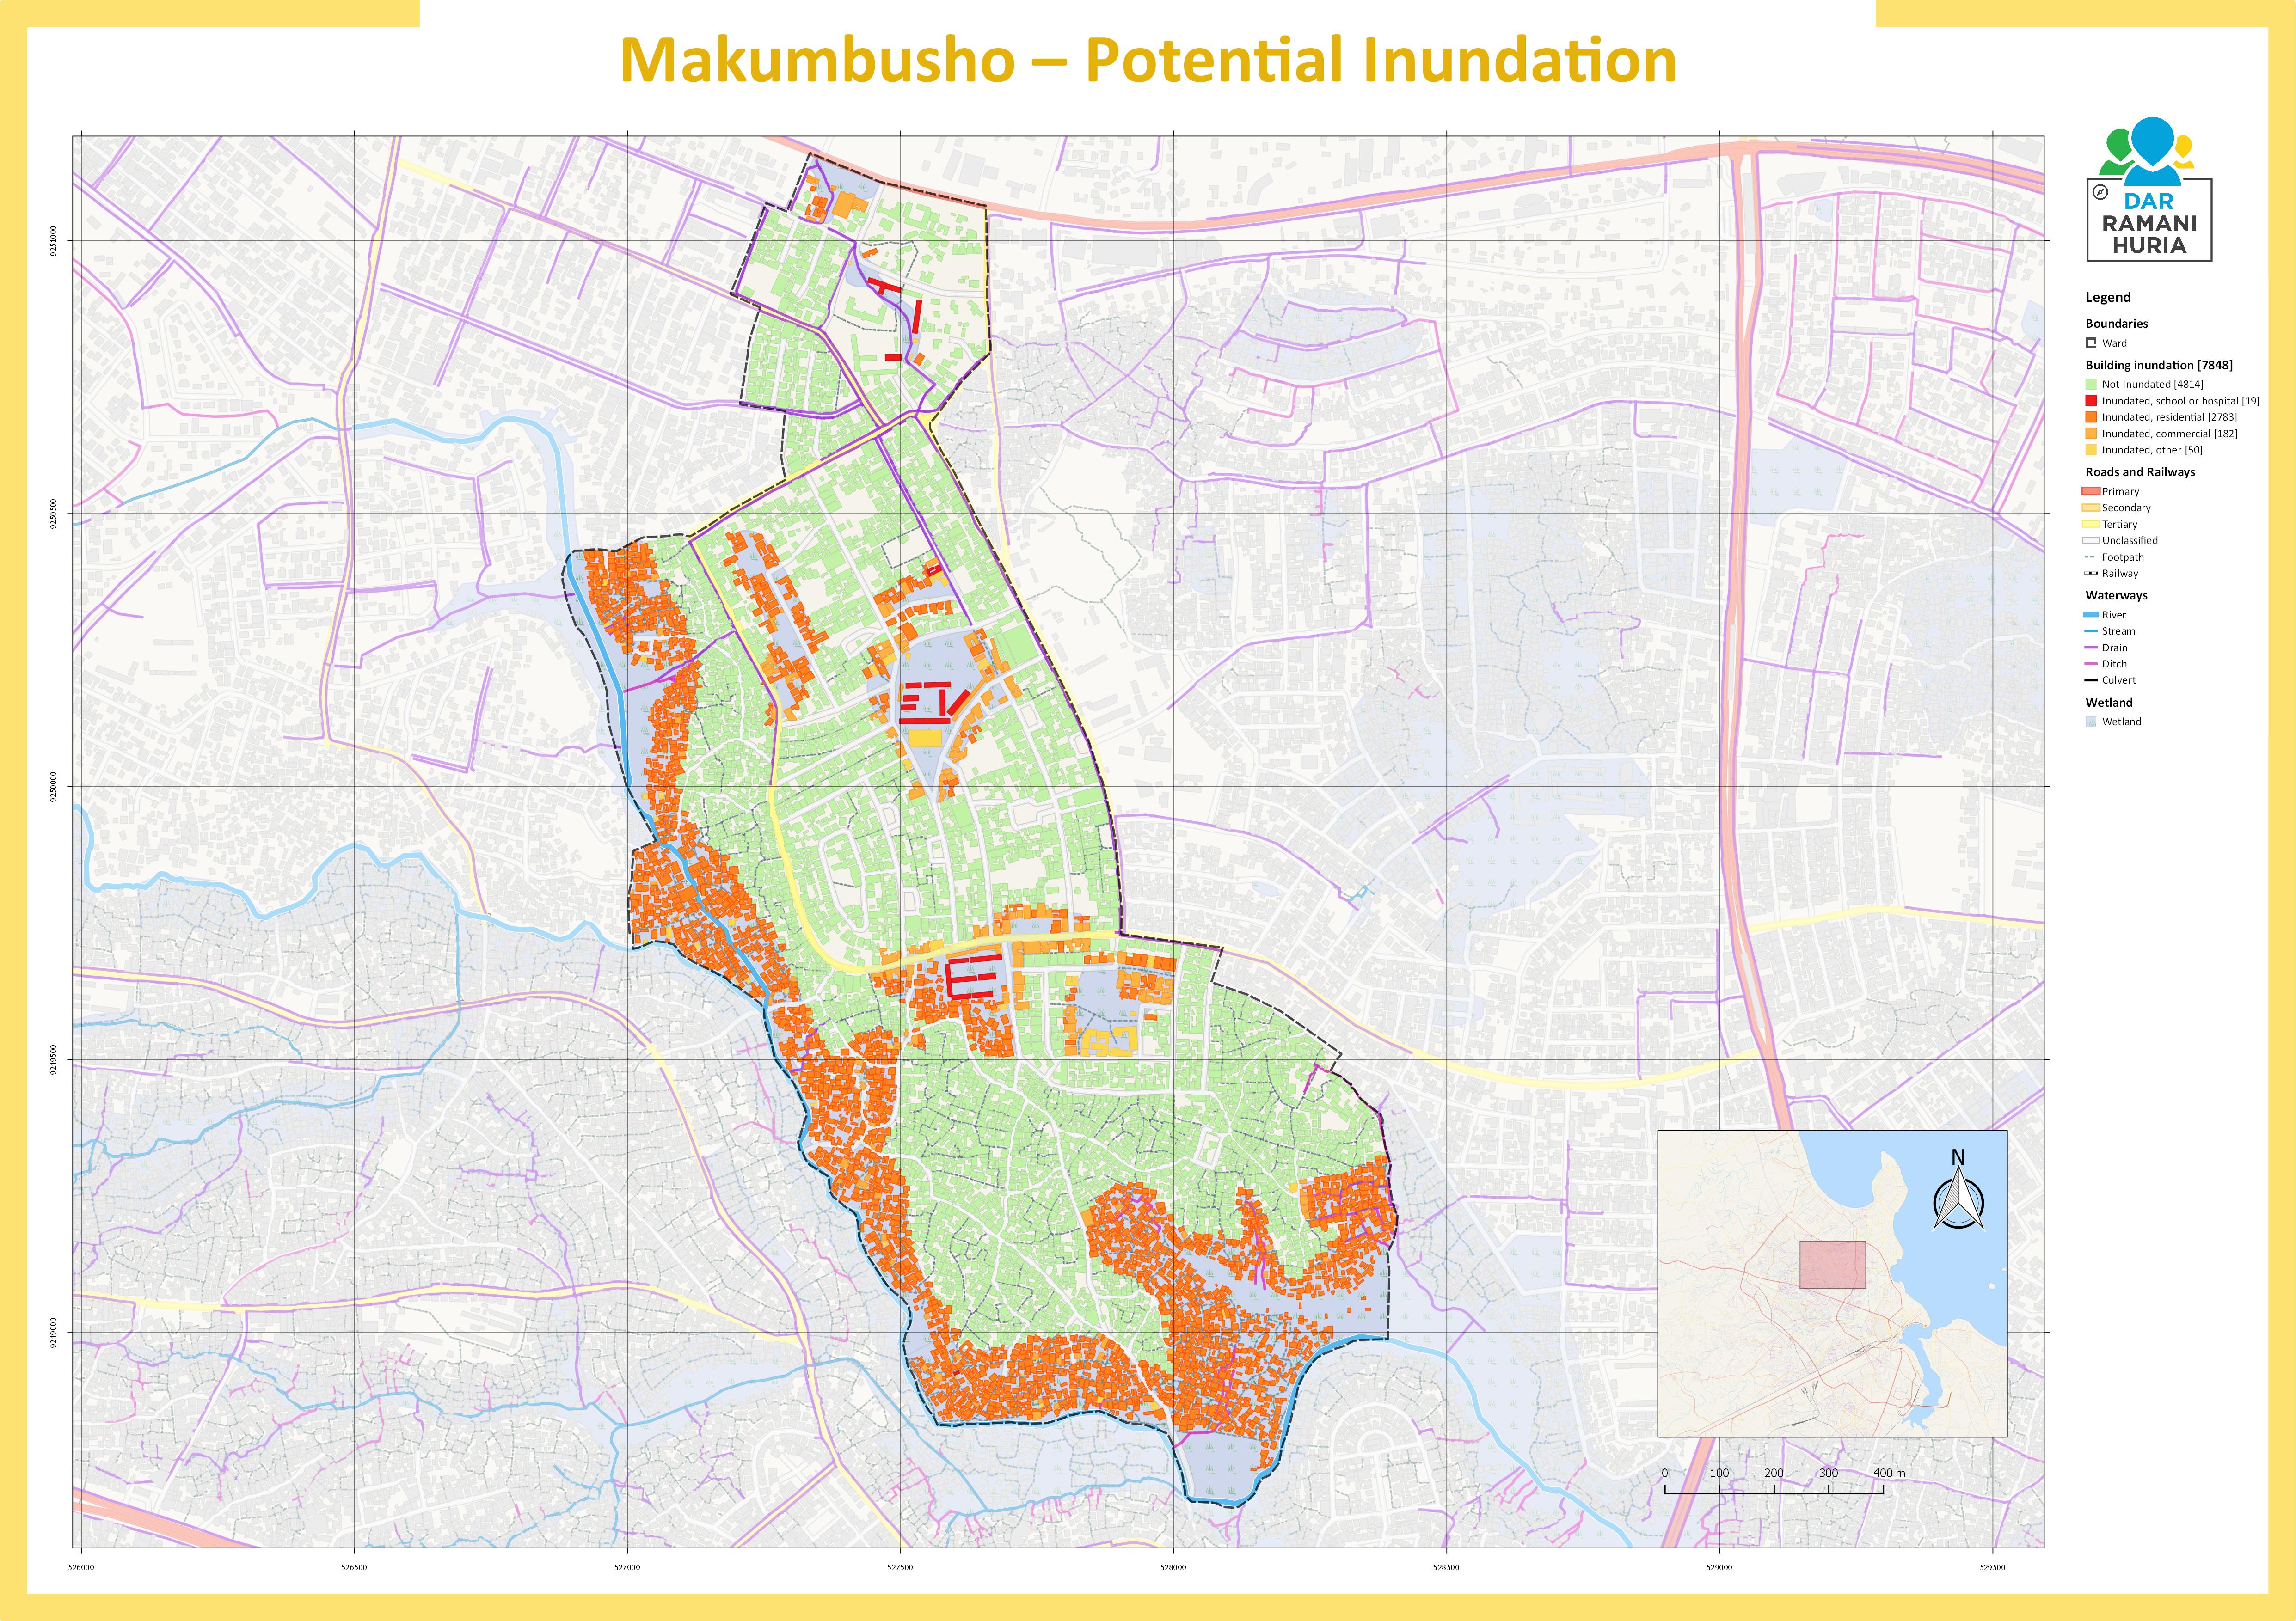 Makumbusho – Potential Inundation
DAR
RAMANI
HURIA
Legend
Boundaries
Ward
Building inundation [7848]
Not Inundated [4814]
Inundated, school or hospital [19]
Inundated, residential [2783]
Inundated, commercial [182]
Inundated, other [50]
Roads and Railways
Primary
Secondary
Tertiary
Unclassified
Footpath
Railway
Waterways
River
Stream
Drain
Ditch
Culvert
Wetland
Wetland
9251000
9250500
9250000
9249500
9249000
N
0 100 200 300 400 m
526000 526500 527000 527500 528000 528500 529000 529500